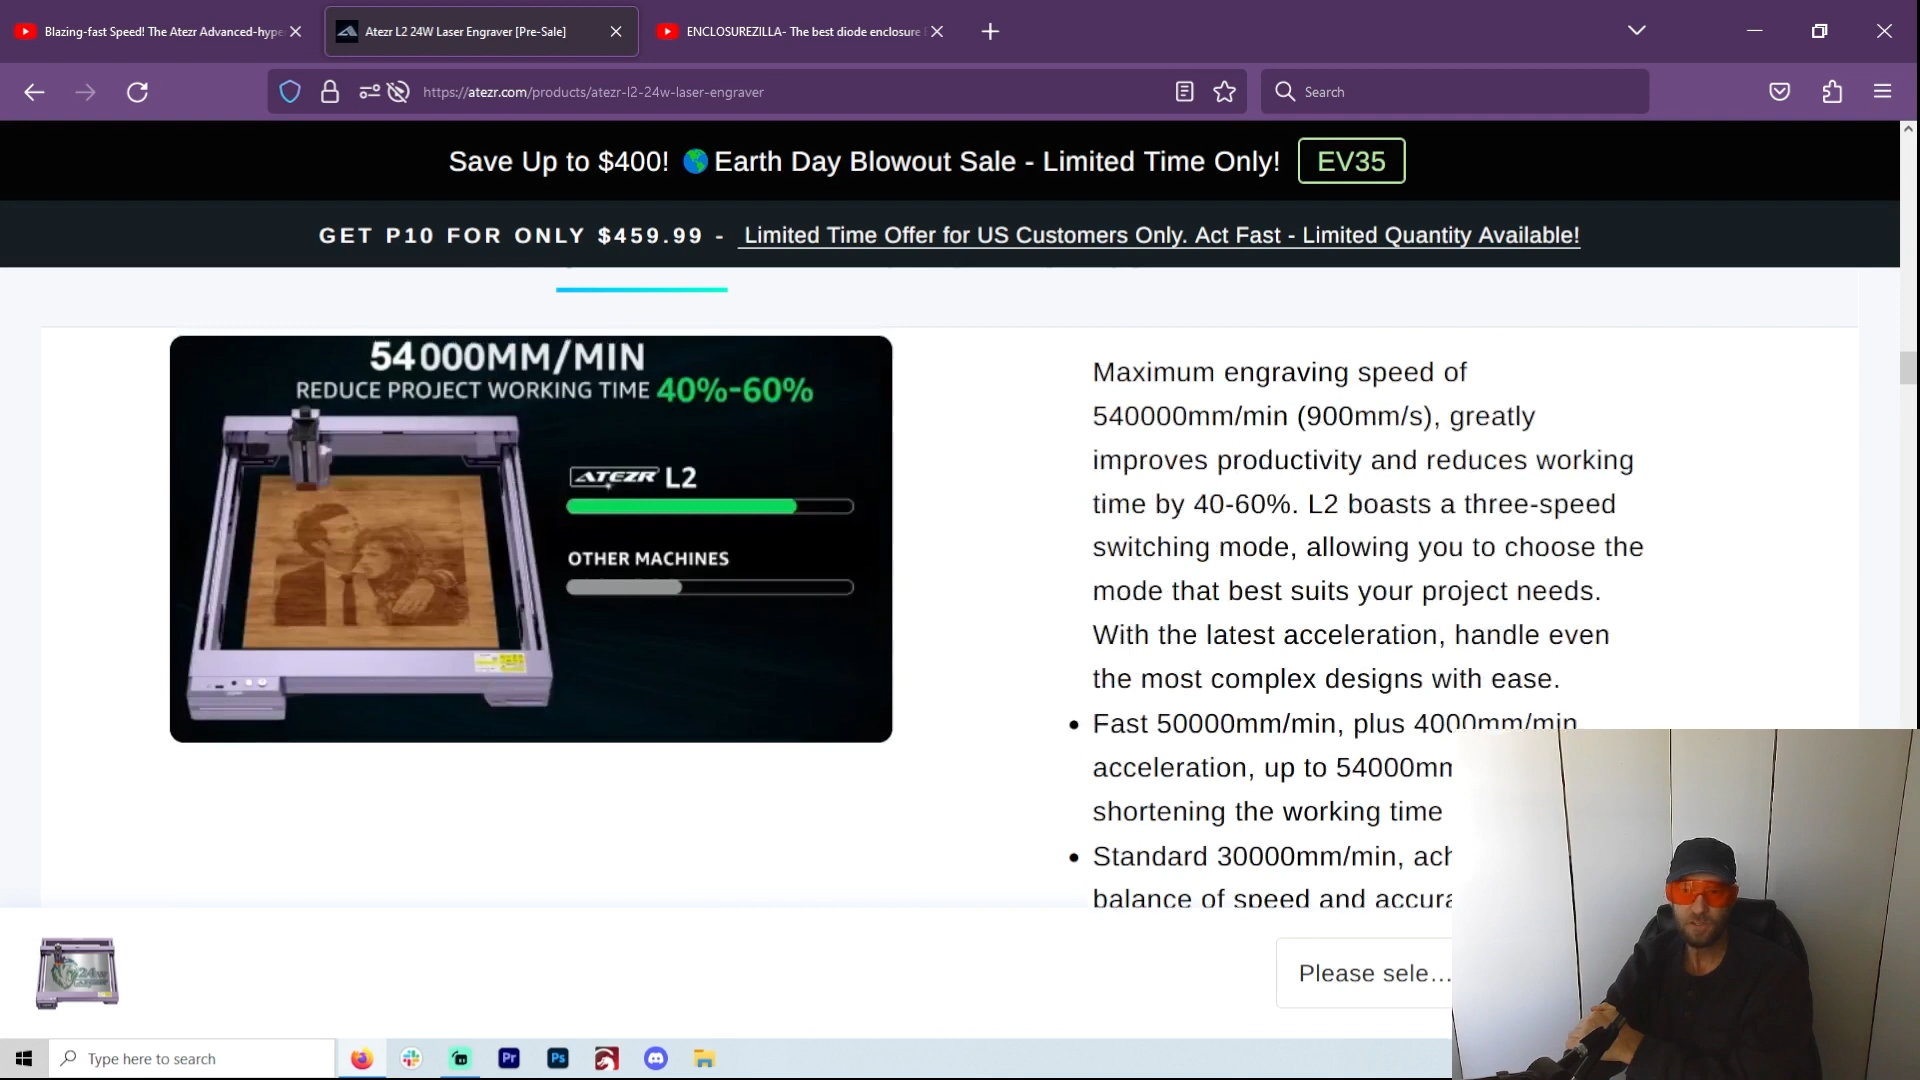 Blazing-fast Speed! The Atezr Advanced-hype
Atezr L2 24W Laser Engraver [Pre-Sale]
ENCLOSUREZILLA- The best diode enclosure
https://atezr.com/products/atezr-l2-24w-laser-engraver
Search
Save Up to $400! 🌎Earth Day Blowout Sale - Limited Time Only! EV35
GET P10 FOR ONLY $459.99 - Limited Time Offer for US Customers Only. Act Fast - Limited Quantity Available!
54000MM/MIN
REDUCE PROJECT WORKING TIME 40%-60%
ATEZR L2
OTHER MACHINES
Maximum engraving speed of
540000mm/min (900mm/s), greatly
improves productivity and reduces working
time by 40-60%. L2 boasts a three-speed
switching mode, allowing you to choose the
mode that best suits your project needs.
With the latest acceleration, handle even
the most complex designs with ease.
• Fast 50000mm/min, plus 4000mm/min
acceleration, up to 54000mm
shortening the working time
• Standard 30000mm/min, ach
balance of speed and accura
24W
Please sele...
Type here to search
Pr
Ps